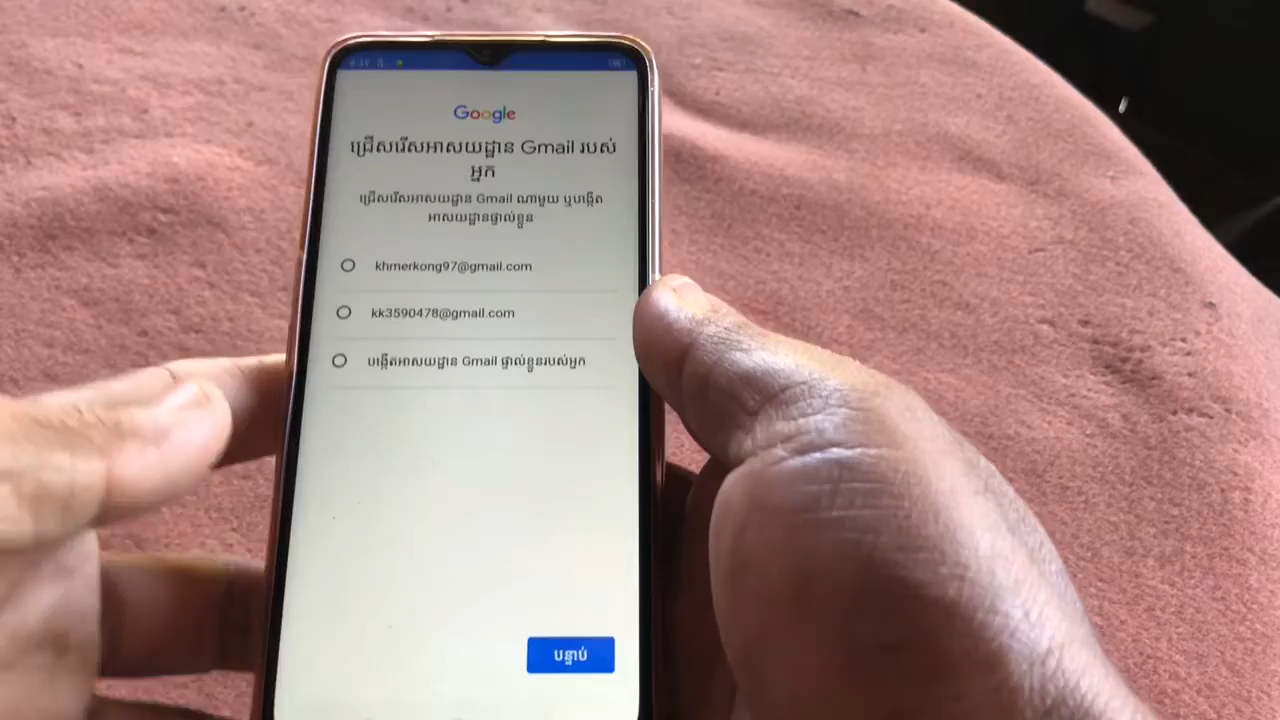 Google
ជ្រើសរើសអាសយដ្ឋាន Gmail របស់
អ្នក
ជ្រើសរើសអាសយដ្ឋាន Gmail ណាមួយ ឬបង្កើត
អាសយដ្ឋានផ្ទាល់ខ្លួន
khmerkong97@gmail.com
kk3590478@gmail.com
បង្កើតអាសយដ្ឋាន Gmail ផ្ទាល់ខ្លួនរបស់អ្នក
បន្ទាប់